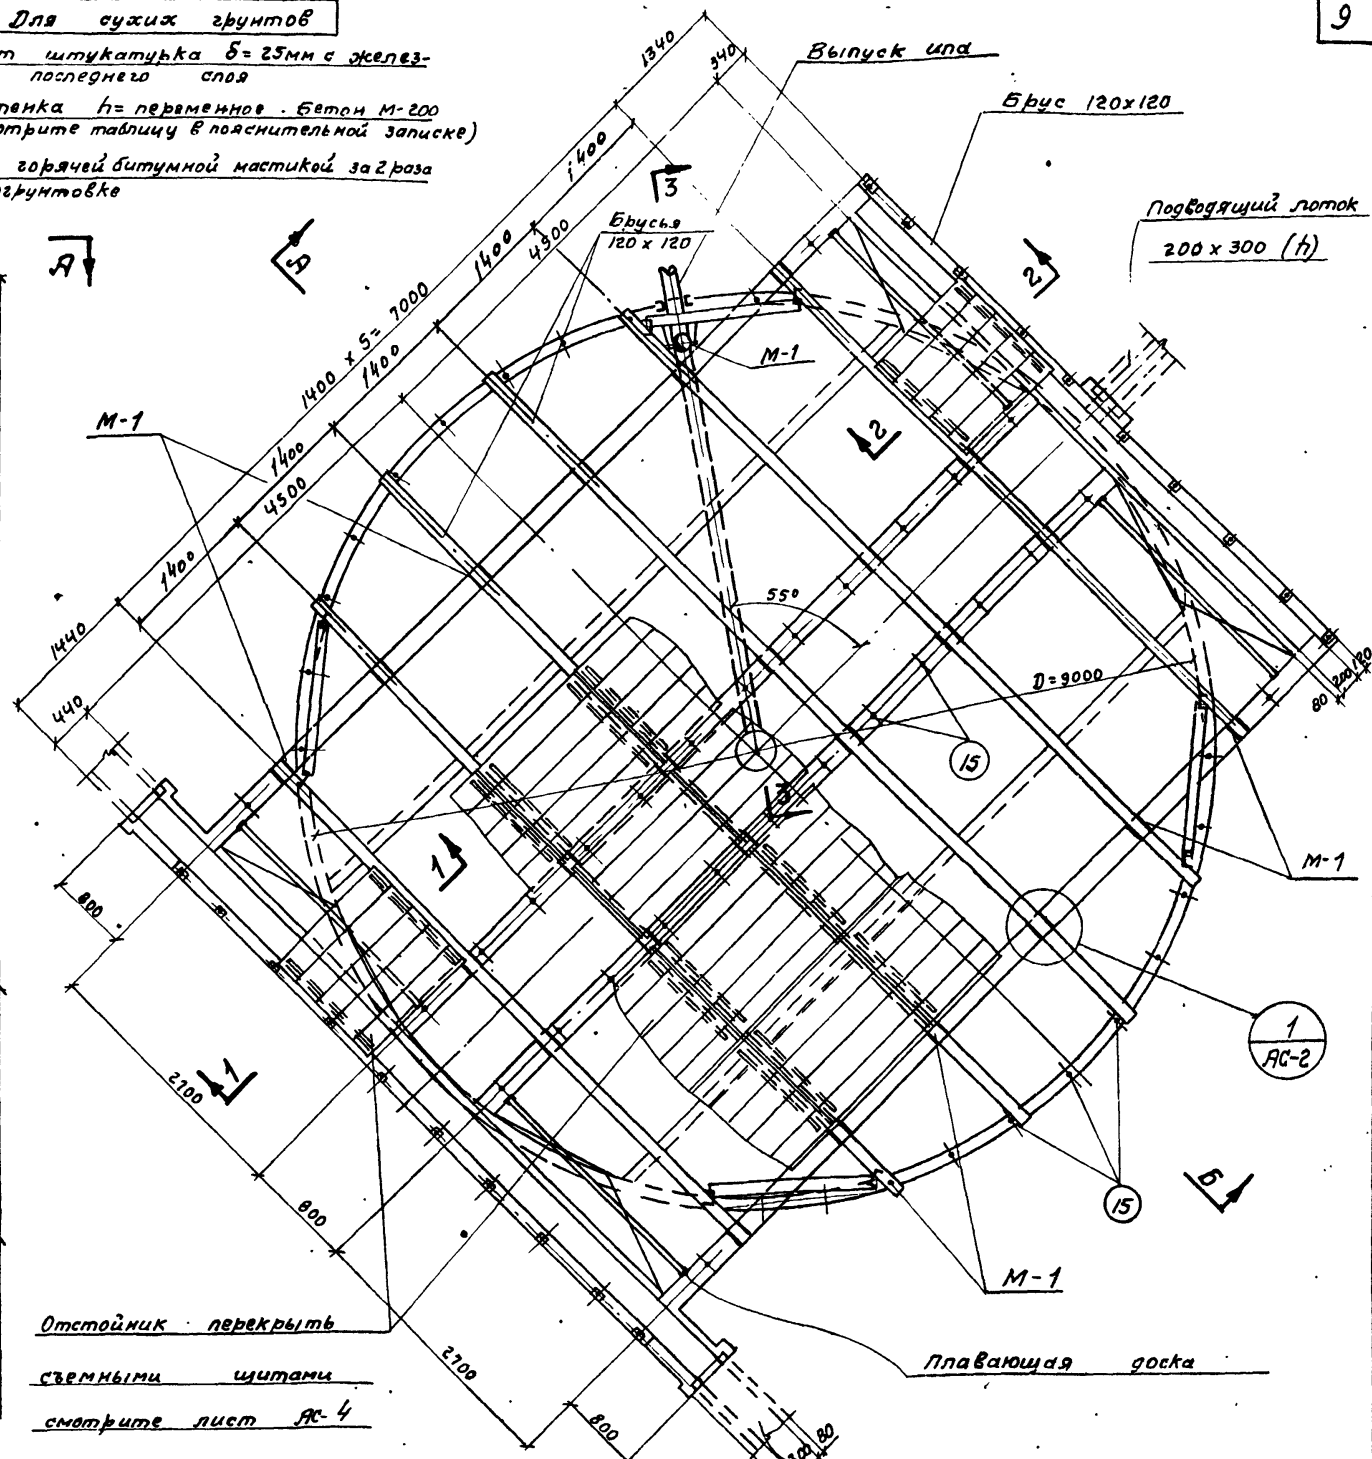 Для сухих грунтов
9
штукатурка δ=25мм с желез-
последнего слоя
h= переменное. Бетон М-200
таблицу в пояснительной записке)
горячей битумной мастикой за 2 раза
грунтовке
Выпуск ила
Брус 120х120
Подводящий лоток
200 х 300 (h)
Брусья
120 х 120
А
А
3
2
2
1340
340
1400
1400
4500
1400 х 5= 7000
1400
1400
4500
1400
1440
440
М-1
М-1
55°
D=9000
15
3
1
80 200 120
М-1
800
1
АС-2
2700
1
15
Б
800
М-1
Отстойник перекрыть
съемными щитами
смотрите лист АС-4
2700
Плавающая доска
800
80